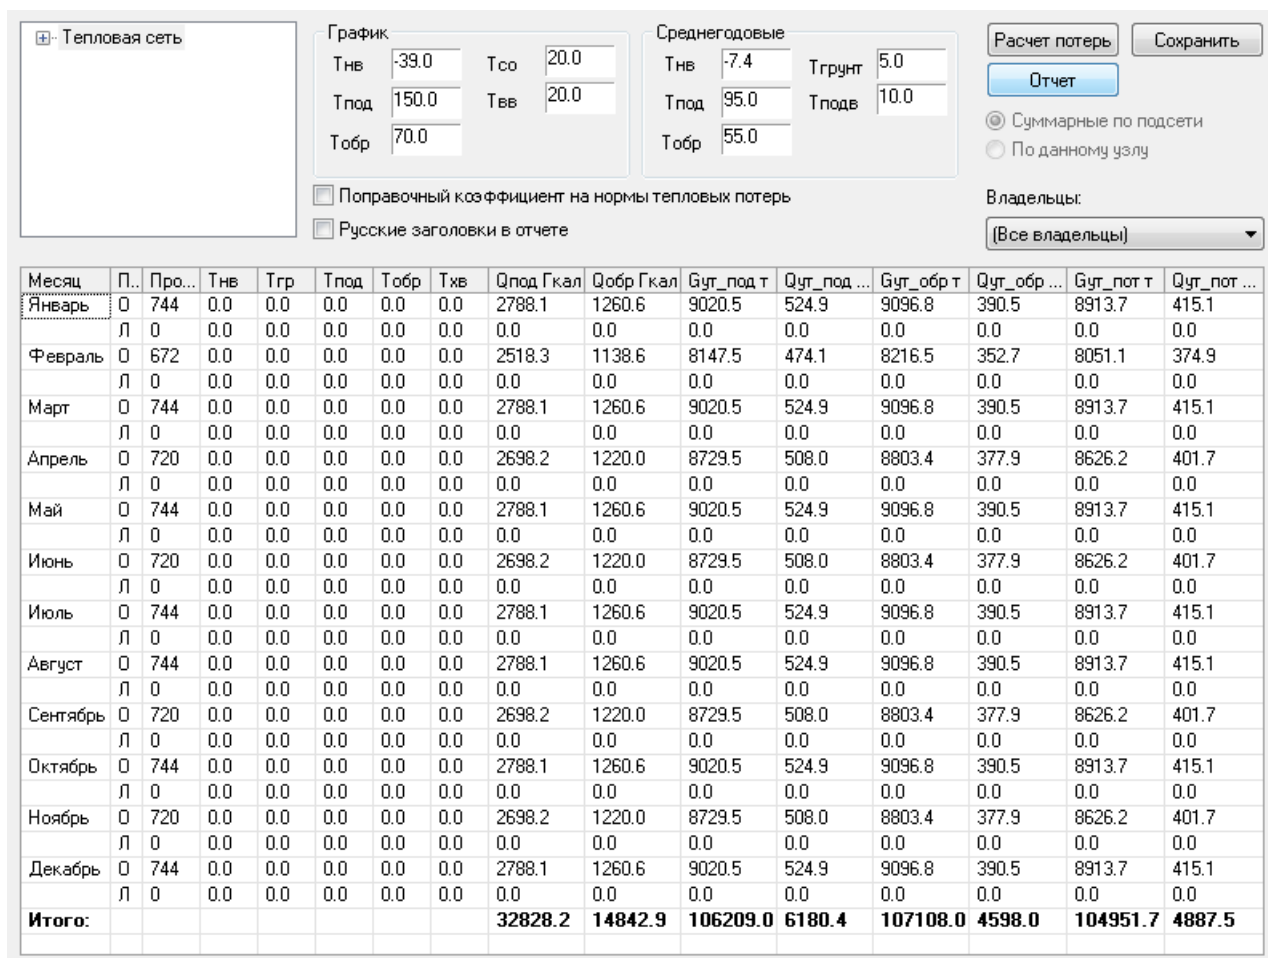 Тепловая сеть
График
Тнв -39.0 Тсо 20.0
Тпод 150.0 Твв 20.0
Тобр 70.0
Среднегодовые
Тнв -7.4 Тгрунт 5.0
Тпод 95.0 Тподв 10.0
Тобр 55.0
Расчет потерь Сохранить
Отчет
Суммарные по подсети
По данному узлу
Поправочный коэффициент на нормы тепловых потерь
Русские заголовки в отчете
Владельцы:
(Все владельцы)
Месяц П.. Про... Тнв Тгр Тпод Тобр Тхв Qпод Гкал Qобр Гкал Gут_под т Qут_под ... Gут_обр т Qут_обр ... Gут_пот т Qут_пот ...
Январь О 744 0.0 0.0 0.0 0.0 0.0 2788.1 1260.6 9020.5 524.9 9096.8 390.5 8913.7 415.1
Л 0 0.0 0.0 0.0 0.0 0.0 0.0 0.0 0.0 0.0 0.0 0.0 0.0 0.0
Февраль О 672 0.0 0.0 0.0 0.0 0.0 2518.3 1138.6 8147.5 474.1 8216.5 352.7 8051.1 374.9
Л 0 0.0 0.0 0.0 0.0 0.0 0.0 0.0 0.0 0.0 0.0 0.0 0.0 0.0
Март О 744 0.0 0.0 0.0 0.0 0.0 2788.1 1260.6 9020.5 524.9 9096.8 390.5 8913.7 415.1
Л 0 0.0 0.0 0.0 0.0 0.0 0.0 0.0 0.0 0.0 0.0 0.0 0.0 0.0
Апрель О 720 0.0 0.0 0.0 0.0 0.0 2698.2 1220.0 8729.5 508.0 8803.4 377.9 8626.2 401.7
Л 0 0.0 0.0 0.0 0.0 0.0 0.0 0.0 0.0 0.0 0.0 0.0 0.0 0.0
Май О 744 0.0 0.0 0.0 0.0 0.0 2788.1 1260.6 9020.5 524.9 9096.8 390.5 8913.7 415.1
Л 0 0.0 0.0 0.0 0.0 0.0 0.0 0.0 0.0 0.0 0.0 0.0 0.0 0.0
Июнь О 720 0.0 0.0 0.0 0.0 0.0 2698.2 1220.0 8729.5 508.0 8803.4 377.9 8626.2 401.7
Л 0 0.0 0.0 0.0 0.0 0.0 0.0 0.0 0.0 0.0 0.0 0.0 0.0 0.0
Июль О 744 0.0 0.0 0.0 0.0 0.0 2788.1 1260.6 9020.5 524.9 9096.8 390.5 8913.7 415.1
Л 0 0.0 0.0 0.0 0.0 0.0 0.0 0.0 0.0 0.0 0.0 0.0 0.0 0.0
Август О 744 0.0 0.0 0.0 0.0 0.0 2788.1 1260.6 9020.5 524.9 9096.8 390.5 8913.7 415.1
Л 0 0.0 0.0 0.0 0.0 0.0 0.0 0.0 0.0 0.0 0.0 0.0 0.0 0.0
Сентябрь О 720 0.0 0.0 0.0 0.0 0.0 2698.2 1220.0 8729.5 508.0 8803.4 377.9 8626.2 401.7
Л 0 0.0 0.0 0.0 0.0 0.0 0.0 0.0 0.0 0.0 0.0 0.0 0.0 0.0
Октябрь О 744 0.0 0.0 0.0 0.0 0.0 2788.1 1260.6 9020.5 524.9 9096.8 390.5 8913.7 415.1
Л 0 0.0 0.0 0.0 0.0 0.0 0.0 0.0 0.0 0.0 0.0 0.0 0.0 0.0
Ноябрь О 720 0.0 0.0 0.0 0.0 0.0 2698.2 1220.0 8729.5 508.0 8803.4 377.9 8626.2 401.7
Л 0 0.0 0.0 0.0 0.0 0.0 0.0 0.0 0.0 0.0 0.0 0.0 0.0 0.0
Декабрь О 744 0.0 0.0 0.0 0.0 0.0 2788.1 1260.6 9020.5 524.9 9096.8 390.5 8913.7 415.1
Л 0 0.0 0.0 0.0 0.0 0.0 0.0 0.0 0.0 0.0 0.0 0.0 0.0 0.0
Итого: 32828.2 14842.9 106209.0 6180.4 107108.0 4598.0 104951.7 4887.5